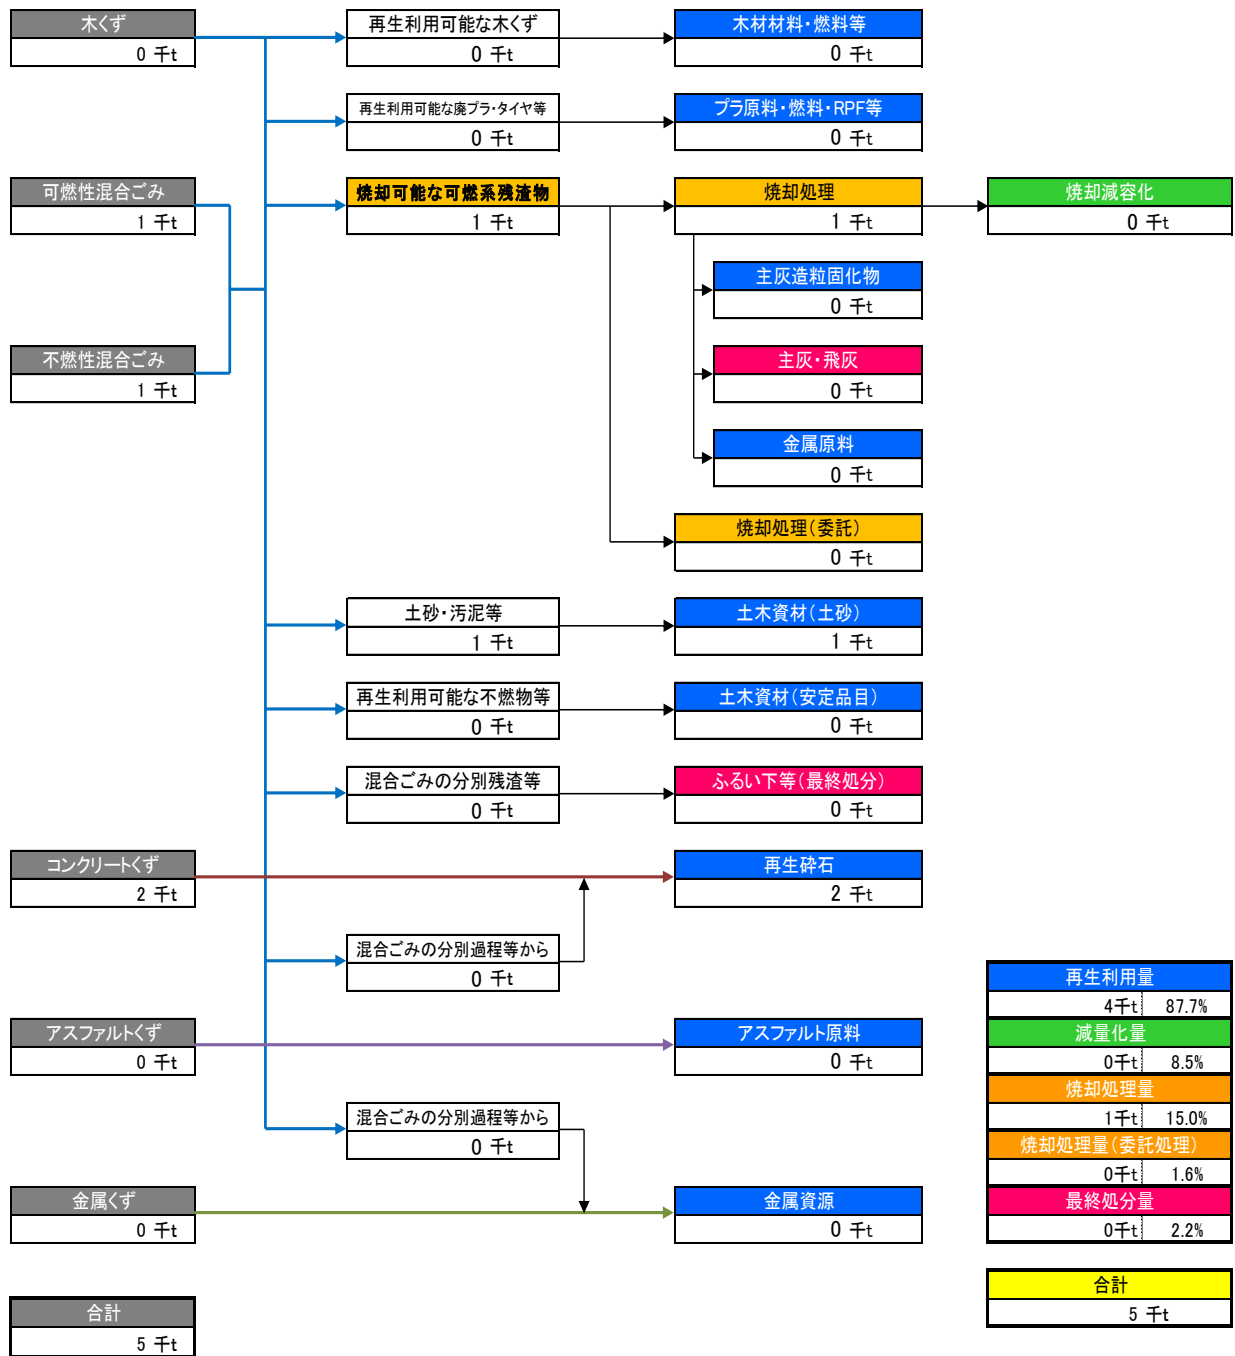 木くず
0 千t
再生利用可能な木くず
0 千t
木材材料・燃料等
0 千t
再生利用可能な廃プラ・タイヤ等
0 千t
プラ原料・燃料・RPF等
0 千t
可燃性混合ごみ
1 千t
焼却可能な可燃系残渣物
1 千t
焼却処理
1 千t
焼却減容化
0 千t
主灰造粒固化物
0 千t
不燃性混合ごみ
1 千t
主灰・飛灰
0 千t
金属原料
0 千t
焼却処理(委託)
0 千t
土砂・汚泥等
1 千t
土木資材(土砂)
1 千t
再生利用可能な不燃物等
0 千t
土木資材(安定品目)
0 千t
混合ごみの分別残渣等
0 千t
ふるい下等(最終処分)
0 千t
コンクリートくず
2 千t
再生砕石
2 千t
混合ごみの分別過程等から
0 千t
アスファルトくず
0 千t
アスファルト原料
0 千t
混合ごみの分別過程等から
0 千t
金属くず
0 千t
金属資源
0 千t
再生利用量
4千t 87.7%
減量化量
0千t 8.5%
焼却処理量
1千t 15.0%
焼却処理量(委託処理)
0千t 1.6%
最終処分量
0千t 2.2%
合計
5 千t
合計
5 千t